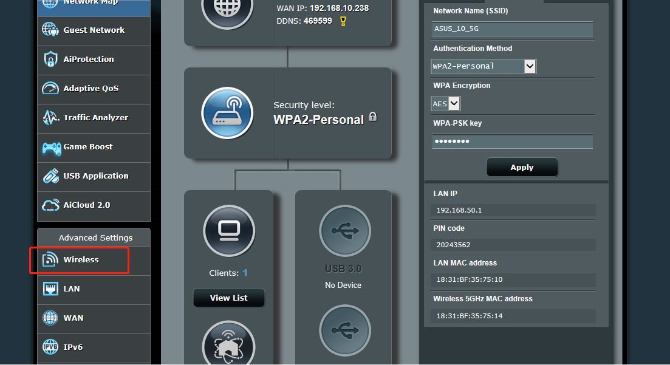 Network Map
Guest Network
AiProtection
Adaptive QoS
Traffic Analyzer
Game Boost
USB Application
AiCloud 2.0
Advanced Settings
Wireless
LAN
WAN
IPv6
WAN IP: 192.168.10.238
DDNS: 469599
Security level:
WPA2-Personal
Clients: 1
View List
USB 3.0
No Device
Network Name (SSID)
ASUS_10_5G
Authentication Method
WPA2-Personal
WPA Encryption
AES
WPA-PSK key
••••••••
Apply
LAN IP
192.168.50.1
PIN code
20243562
LAN MAC address
18:31:BF:35:75:10
Wireless 5GHz MAC address
18:31:BF:35:75:14